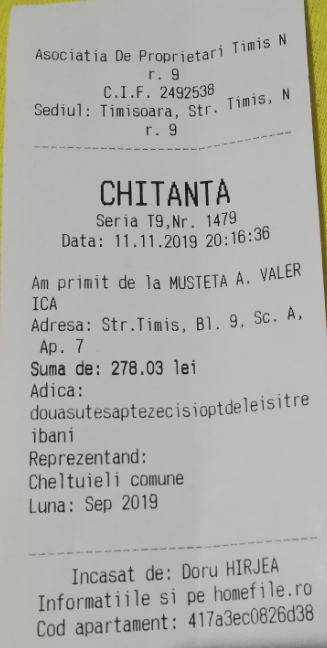 Asociatia De Proprietari Timis N
r. 9
C.I.F. 2492538
Sediul: Timisoara, Str. Timis, N
r. 9
CHITANTA
Seria T9,Nr. 1479
Data: 11.11.2019 20:16:36
Am primit de la MUSTETA A. VALER
ICA
Adresa: Str.Timis, Bl. 9, Sc. A,
Ap. 7
Suma de: 278.03 lei
Adica:
douasutesaptezecisioptdeleisitre
ibani
Reprezentand:
Cheltuieli comune
Luna: Sep 2019
Incasat de: Doru HIRJEA
Informatiile si pe homefile.ro
Cod apartament: 417a3ec0826d38